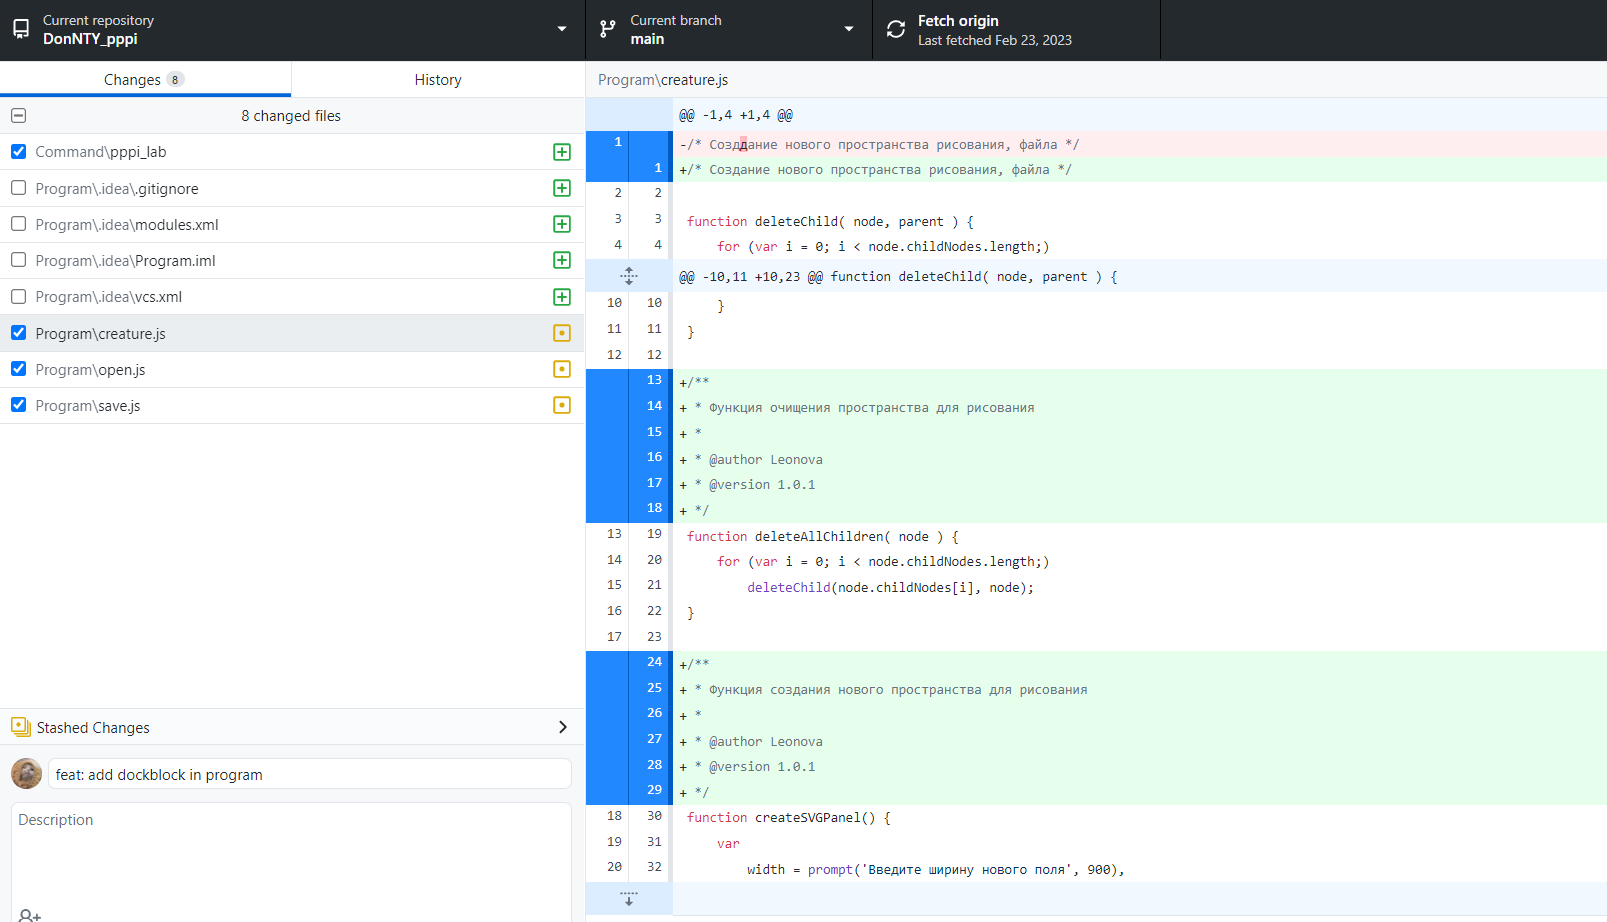 Current repository
DonNTY_pppi
Current branch
main
Fetch origin
Last fetched Feb 23, 2023
Changes 8
History
8 changed files
Command\pppi_lab
Program\.idea\.gitignore
Program\.idea\modules.xml
Program\.idea\Program.iml
Program\.idea\vcs.xml
Program\creature.js
Program\open.js
Program\save.js
Stashed Changes
feat: add dockblock in program
Description
Program\creature.js
@@ -1,4 +1,4 @@
1 -/* Созддание нового пространства рисования, файла */
1 +/* Создание нового пространства рисования, файла */
2 2
3 3 function deleteChild( node, parent ) {
4 4 for (var i = 0; i < node.childNodes.length;)
@@ -10,11 +10,23 @@ function deleteChild( node, parent ) {
10 10 }
11 11 }
12 12
13 +/**
14 + * Функция очищения пространства для рисования
15 + *
16 + * @author Leonova
17 + * @version 1.0.1
18 + */
13 19 function deleteAllChildren( node ) {
14 20 for (var i = 0; i < node.childNodes.length;)
15 21 deleteChild(node.childNodes[i], node);
16 22 }
17 23
24 +/**
25 + * Функция создания нового пространства для рисования
26 + *
27 + * @author Leonova
28 + * @version 1.0.1
29 + */
18 30 function createSVGPanel() {
19 31 var
20 32 width = prompt('Введите ширину нового поля', 900),